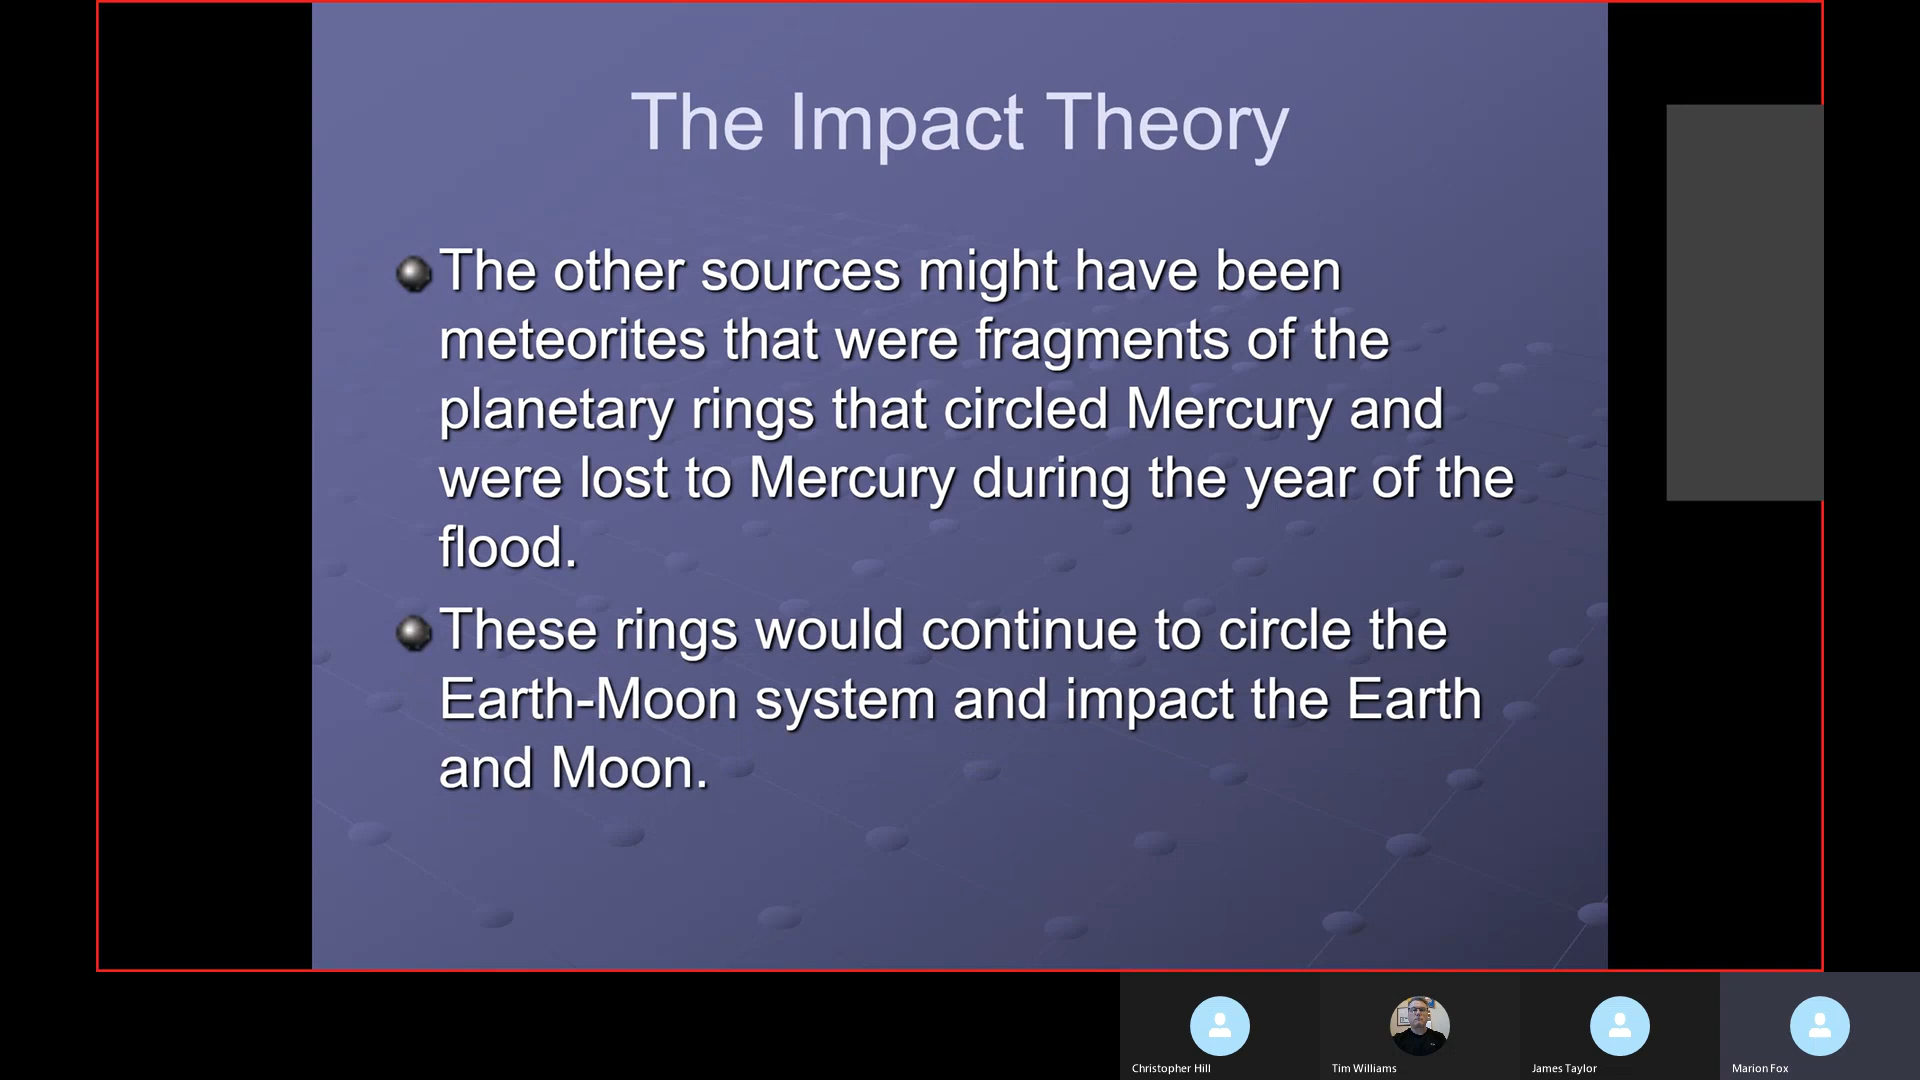 The Impact Theory
The other sources might have been
meteorites that were fragments of the
planetary rings that circled Mercury and
were lost to Mercury during the year of the
flood.
These rings would continue to circle the
Earth-Moon system and impact the Earth
and Moon.
Christopher Hill
Tim Williams
James Taylor
Marion Fox